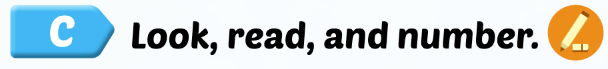 C Look, read, and number.